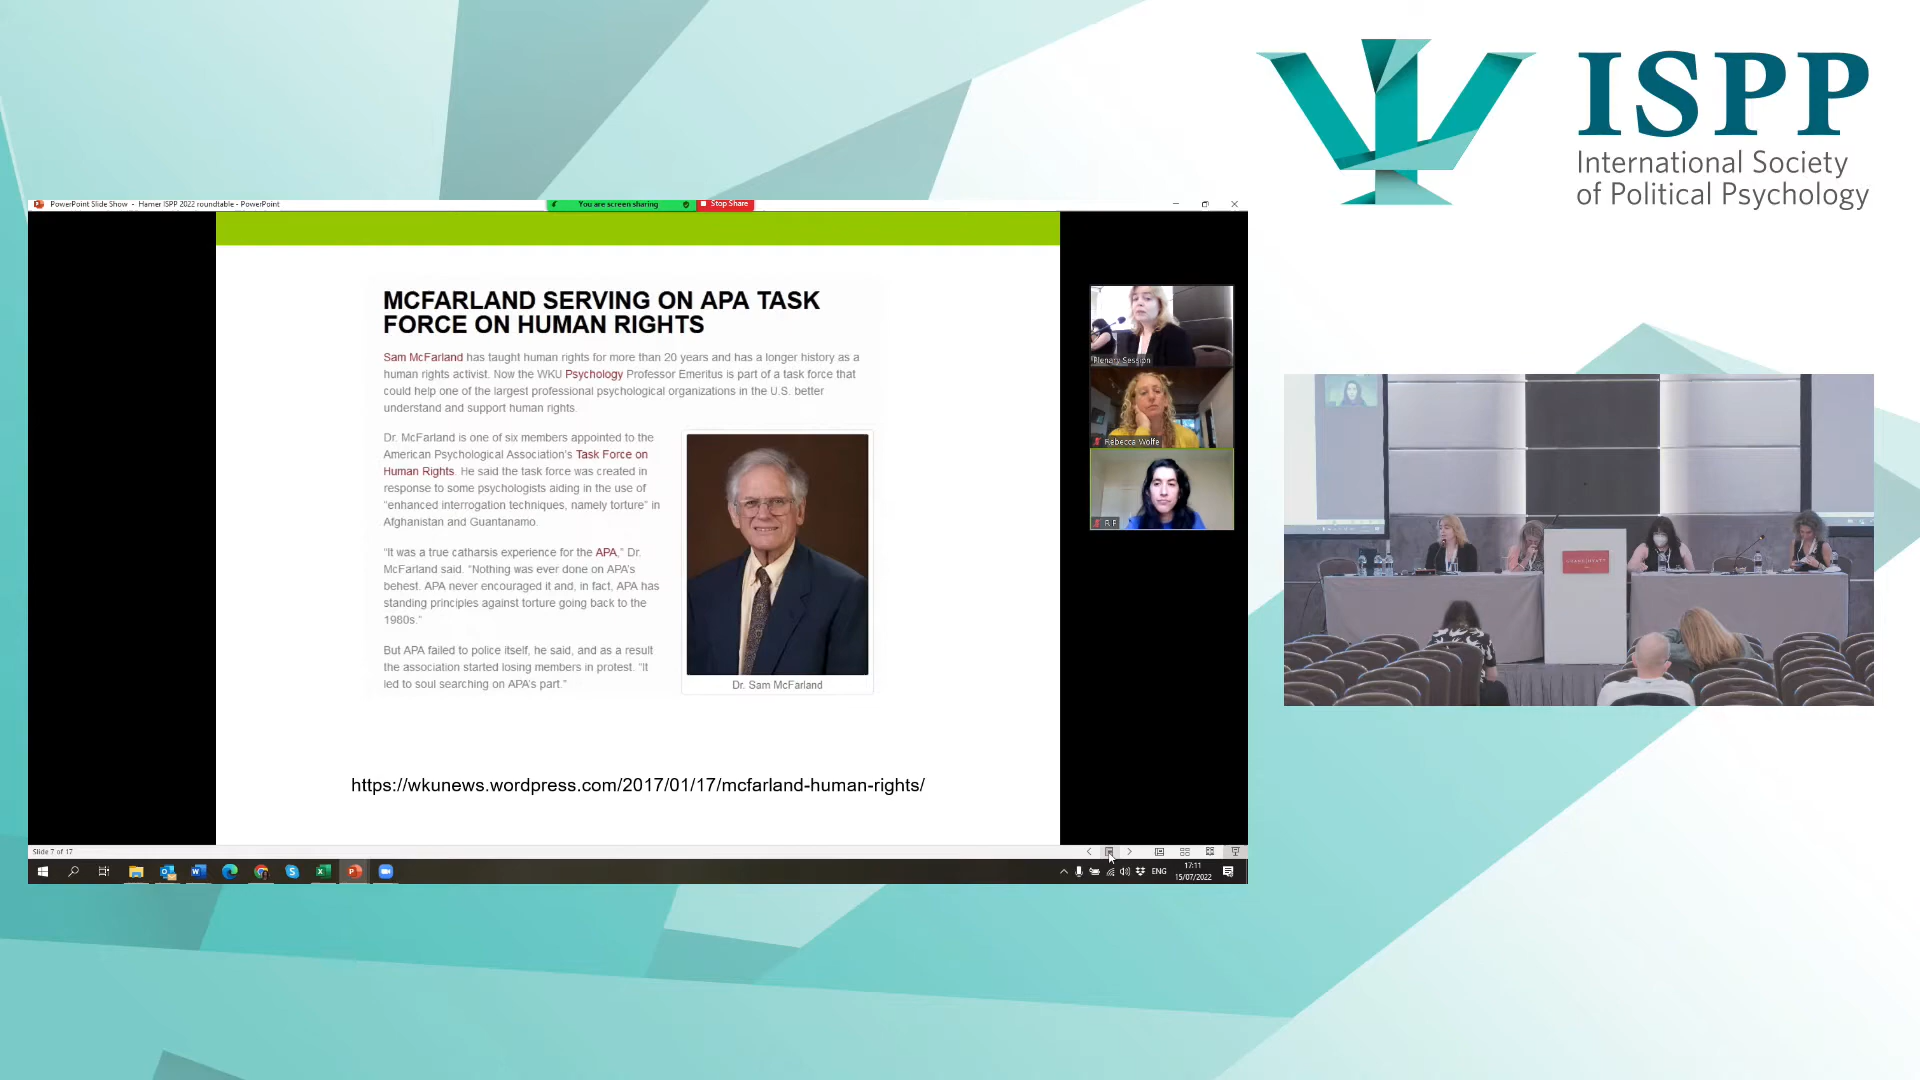 ISPP
International Society
of Political Psychology
PowerPoint Slide Show - Hamer ISPP 2022 roundtable - PowerPoint
You are screen sharing
Stop Share
MCFARLAND SERVING ON APA TASK
FORCE ON HUMAN RIGHTS
Sam McFarland has taught human rights for more than 20 years and has a longer history as a
human rights activist. Now the WKU Psychology Professor Emeritus is part of a task force that
could help one of the largest professional psychological organizations in the U.S. better
understand and support human rights.
Dr. McFarland is one of six members appointed to the
American Psychological Association's Task Force on
Human Rights. He said the task force was created in
response to some psychologists aiding in the use of
“enhanced interrogation techniques, namely torture” in
Afghanistan and Guantanamo.
“It was a true catharsis experience for the APA,” Dr.
McFarland said. “Nothing was ever done on APA's
behest. APA never encouraged it and, in fact, APA has
standing principles against torture going back to the
1980s.”
But APA failed to police itself, he said, and as a result
the association started losing members in protest. “It
led to soul searching on APA's part.”
Dr. Sam McFarland
https://wkunews.wordpress.com/2017/01/17/mcfarland-human-rights/
Plenary Session
Rebecca Wolfe
Slide 7 of 17
ENG
17:11
15/07/2022